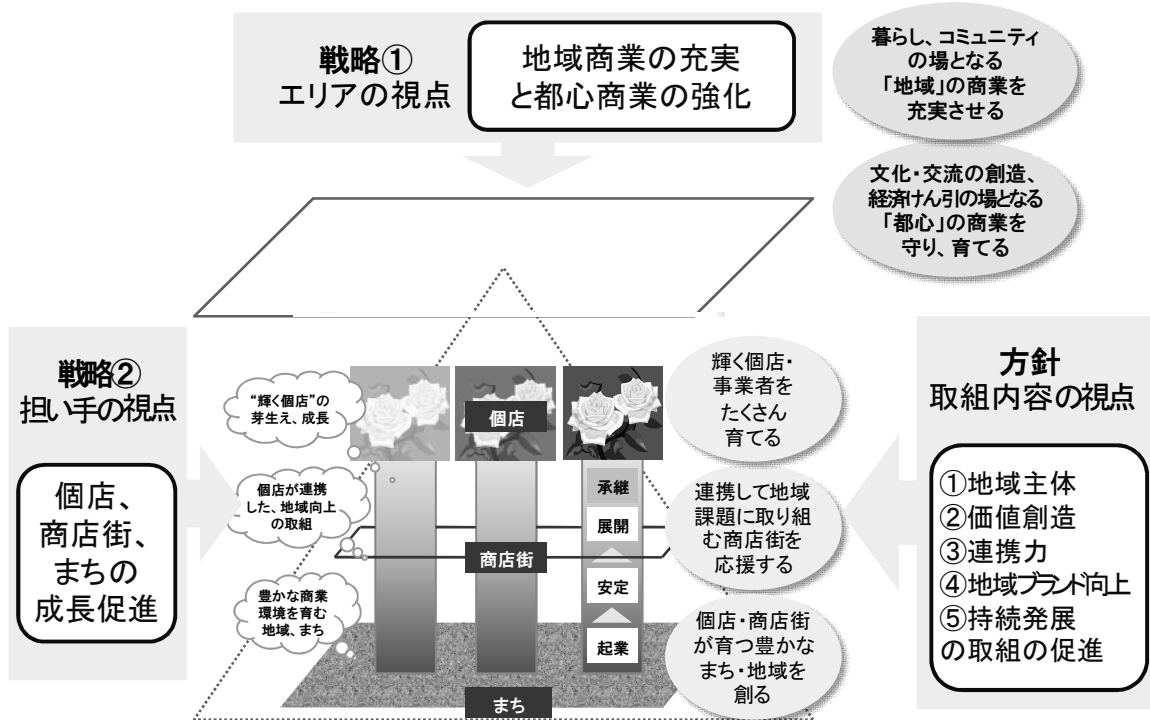 戦略①
エリアの視点
地域商業の充実
と都心商業の強化
暮らし、コミュニティ
の場となる
「地域」の商業を
充実させる
文化・交流の創造、
経済けん引の場となる
「都心」の商業を
守り、育てる
戦略②
担い手の視点
個店、
商店街、
まちの
成長促進
“輝く個店”の
芽生え、成長
個店が連携
した、地域向上
の取組
豊かな商業
環境を育む
地域、まち
個店
商店街
まち
承継
展開
安定
起業
輝く個店・
事業者を
たくさん
育てる
連携して地域
課題に取り組
む商店街を
応援する
個店・商店街
が育つ豊かな
まち・地域を
創る
方針
取組内容の視点
①地域主体
②価値創造
③連携力
④地域ブランド向上
⑤持続発展
の取組の促進